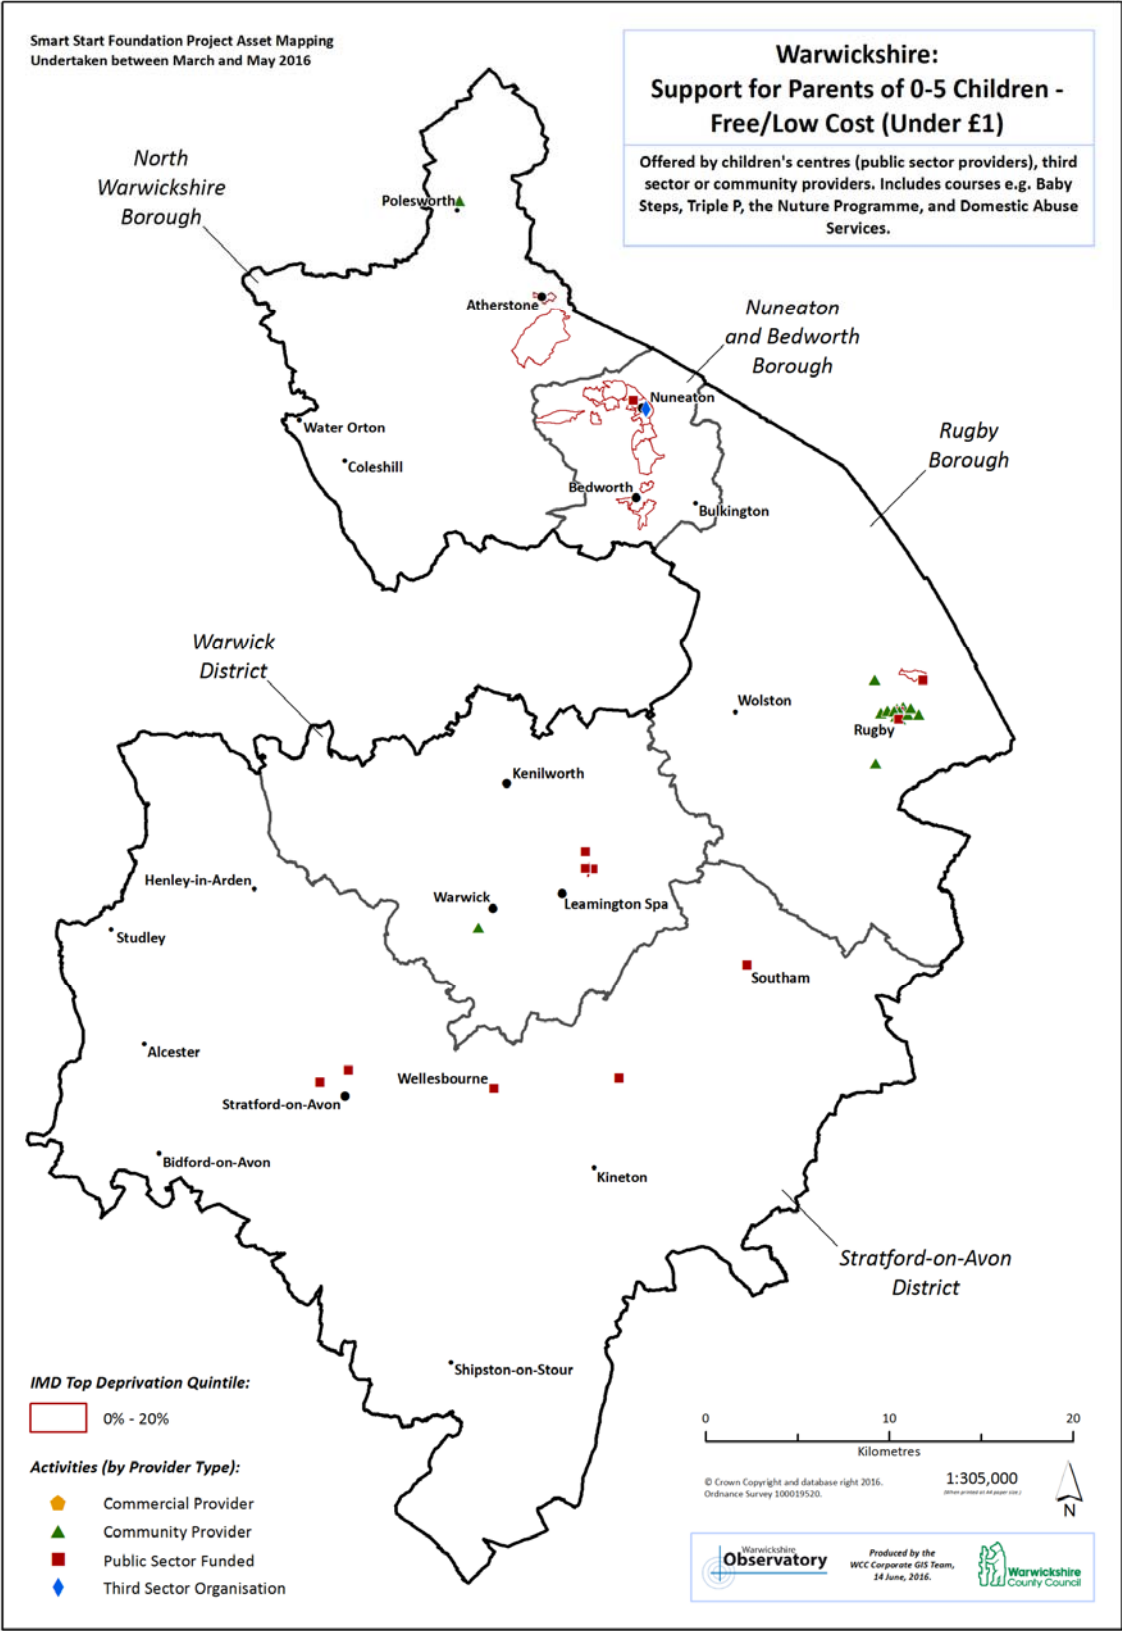 Smart Start Foundation Project Asset Mapping
Undertaken between March and May 2016
Warwickshire:
Support for Parents of 0-5 Children -
Free/Low Cost (Under £1)
Offered by children's centres (public sector providers), third
sector or community providers. Includes courses e.g. Baby
Steps, Triple P, the Nuture Programme, and Domestic Abuse
Services.
North
Warwickshire
Borough
Polesworth
Atherstone
Nuneaton
and Bedworth
Borough
Nuneaton
Water Orton
Coleshill
Rugby
Borough
Bedworth
Bulkington
Warwick
District
Wolston
Rugby
Kenilworth
Henley-in-Arden
Warwick
Leamington Spa
Studley
Southam
Alcester
Wellesbourne
Stratford-on-Avon
Bidford-on-Avon
Kineton
Stratford-on-Avon
District
Shipston-on-Stour
IMD Top Deprivation Quintile:
0% - 20%
Activities (by Provider Type):
Commercial Provider
Community Provider
Public Sector Funded
Third Sector Organisation
0 10 20
Kilometres
© Crown Copyright and database right 2016.
Ordnance Survey 100019520.
1:305,000
(When printed at A4 paper size.)
N
Warwickshire
Observatory
Produced by the
WCC Corporate GIS Team,
14 June, 2016.
Warwickshire
County Council